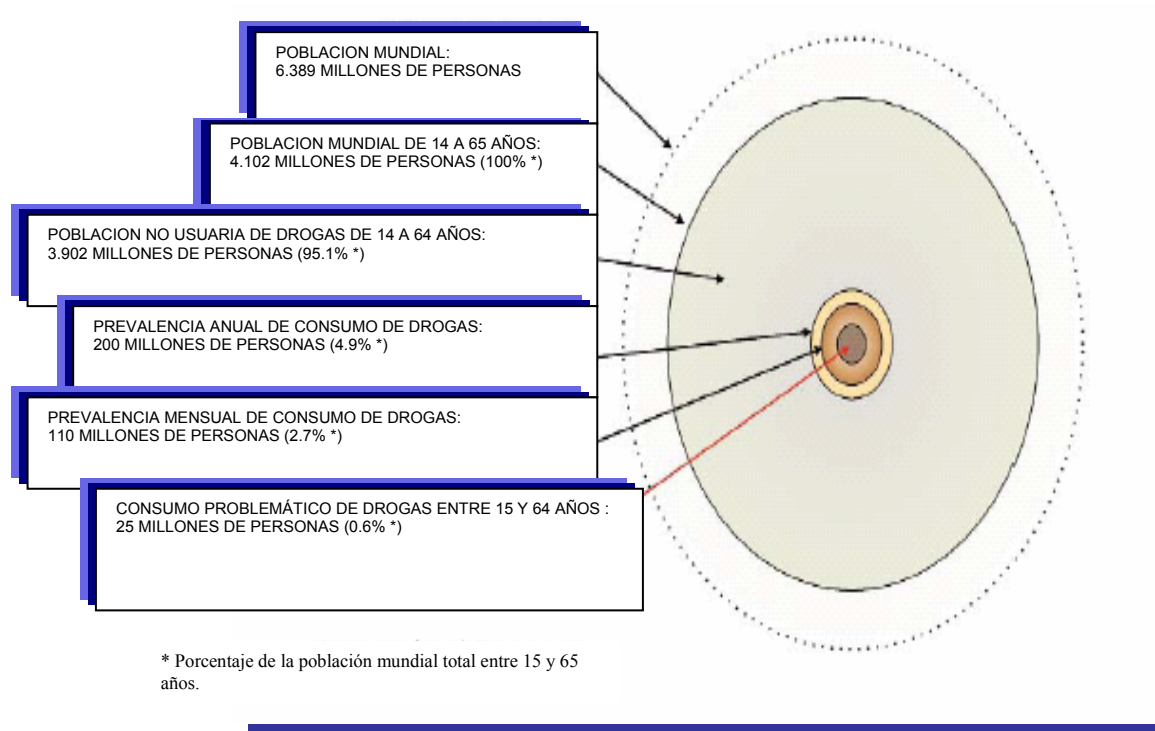 POBLACION MUNDIAL:
6.389 MILLONES DE PERSONAS
POBLACION MUNDIAL DE 14 A 65 AÑOS:
4.102 MILLONES DE PERSONAS (100% *)
POBLACION NO USUARIA DE DROGAS DE 14 A 64 AÑOS:
3.902 MILLONES DE PERSONAS (95.1% *)
PREVALENCIA ANUAL DE CONSUMO DE DROGAS:
200 MILLONES DE PERSONAS (4.9% *)
PREVALENCIA MENSUAL DE CONSUMO DE DROGAS:
110 MILLONES DE PERSONAS (2.7% *)
CONSUMO PROBLEMÁTICO DE DROGAS ENTRE 15 Y 64 AÑOS :
25 MILLONES DE PERSONAS (0.6% *)
* Porcentaje de la población mundial total entre 15 y 65
años.